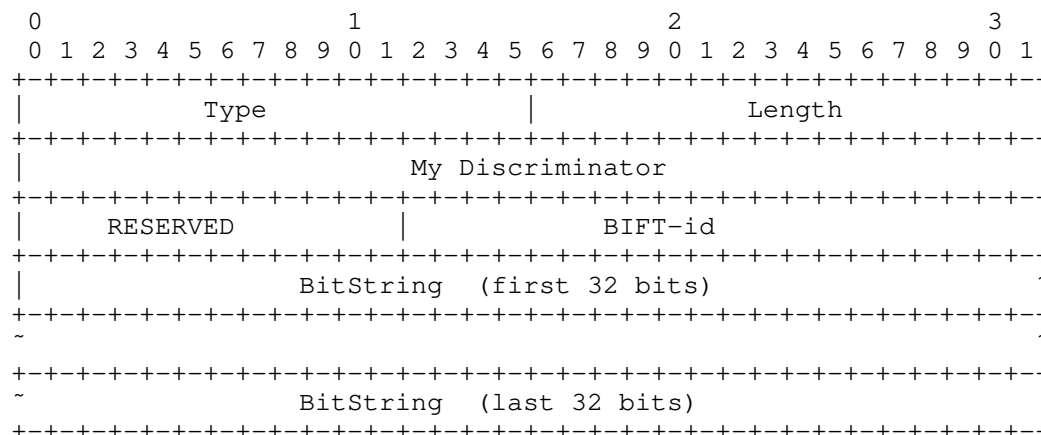 0                   1                   2                   3
0 1 2 3 4 5 6 7 8 9 0 1 2 3 4 5 6 7 8 9 0 1 2 3 4 5 6 7 8 9 0 1
+-+-+-+-+-+-+-+-+-+-+-+-+-+-+-+-+-+-+-+-+-+-+-+-+-+-+-+-+-+-+-+-
|           Type                |             Length
+-+-+-+-+-+-+-+-+-+-+-+-+-+-+-+-+-+-+-+-+-+-+-+-+-+-+-+-+-+-+-+-
|                        My Discriminator
+-+-+-+-+-+-+-+-+-+-+-+-+-+-+-+-+-+-+-+-+-+-+-+-+-+-+-+-+-+-+-+-
|     RESERVED          |            BIFT-id
+-+-+-+-+-+-+-+-+-+-+-+-+-+-+-+-+-+-+-+-+-+-+-+-+-+-+-+-+-+-+-+-
|                 BitString  (first 32 bits)                    ~
+-+-+-+-+-+-+-+-+-+-+-+-+-+-+-+-+-+-+-+-+-+-+-+-+-+-+-+-+-+-+-+-
~                                                               ~
+-+-+-+-+-+-+-+-+-+-+-+-+-+-+-+-+-+-+-+-+-+-+-+-+-+-+-+-+-+-+-+-
~                 BitString  (last 32 bits)
+-+-+-+-+-+-+-+-+-+-+-+-+-+-+-+-+-+-+-+-+-+-+-+-+-+-+-+-+-+-+-+-